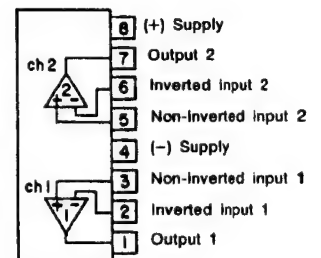 8 (+) Supply
7 Output 2
ch 2
2
+ −
6 Inverted input 2
5 Non-inverted input 2
4 (−) Supply
3 Non-inverted input 1
ch 1
+ −
1
2 Inverted input 1
1 Output 1